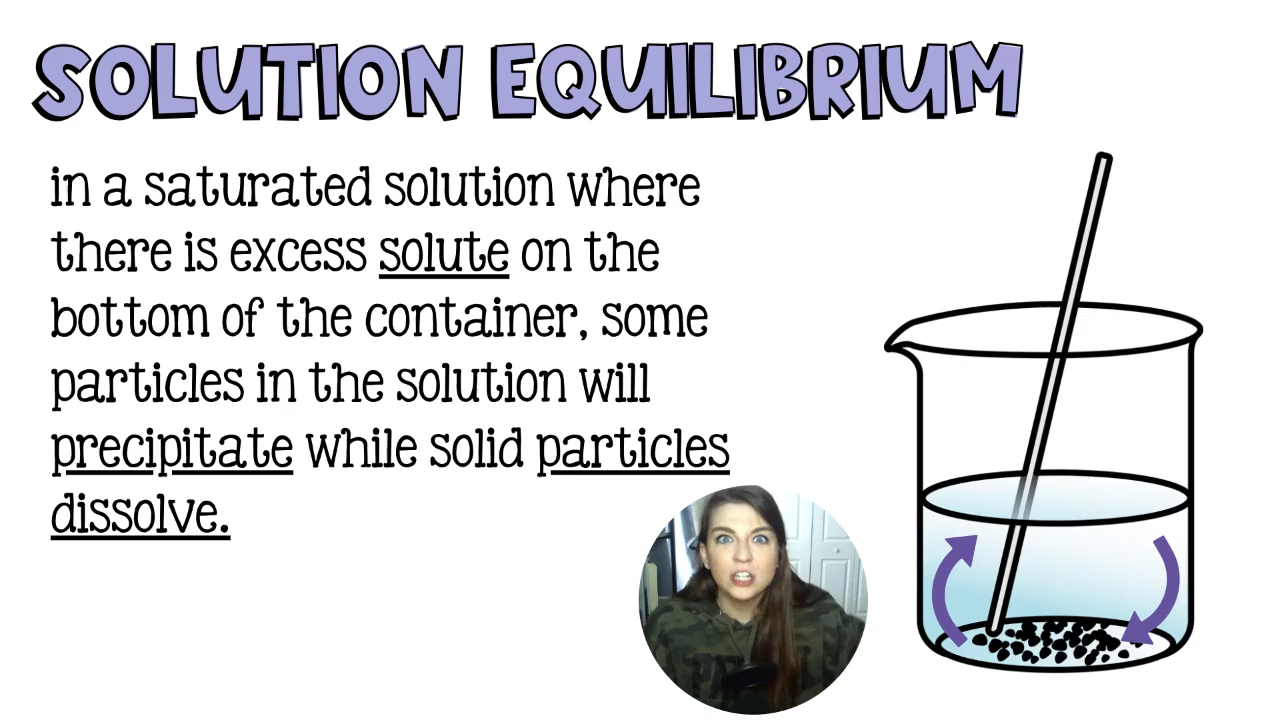 SOLUTION EQUILIBRIUM
in a saturated solution where
there is excess solute on the
bottom of the container, some
particles in the solution will
precipitate while solid particles
dissolve.